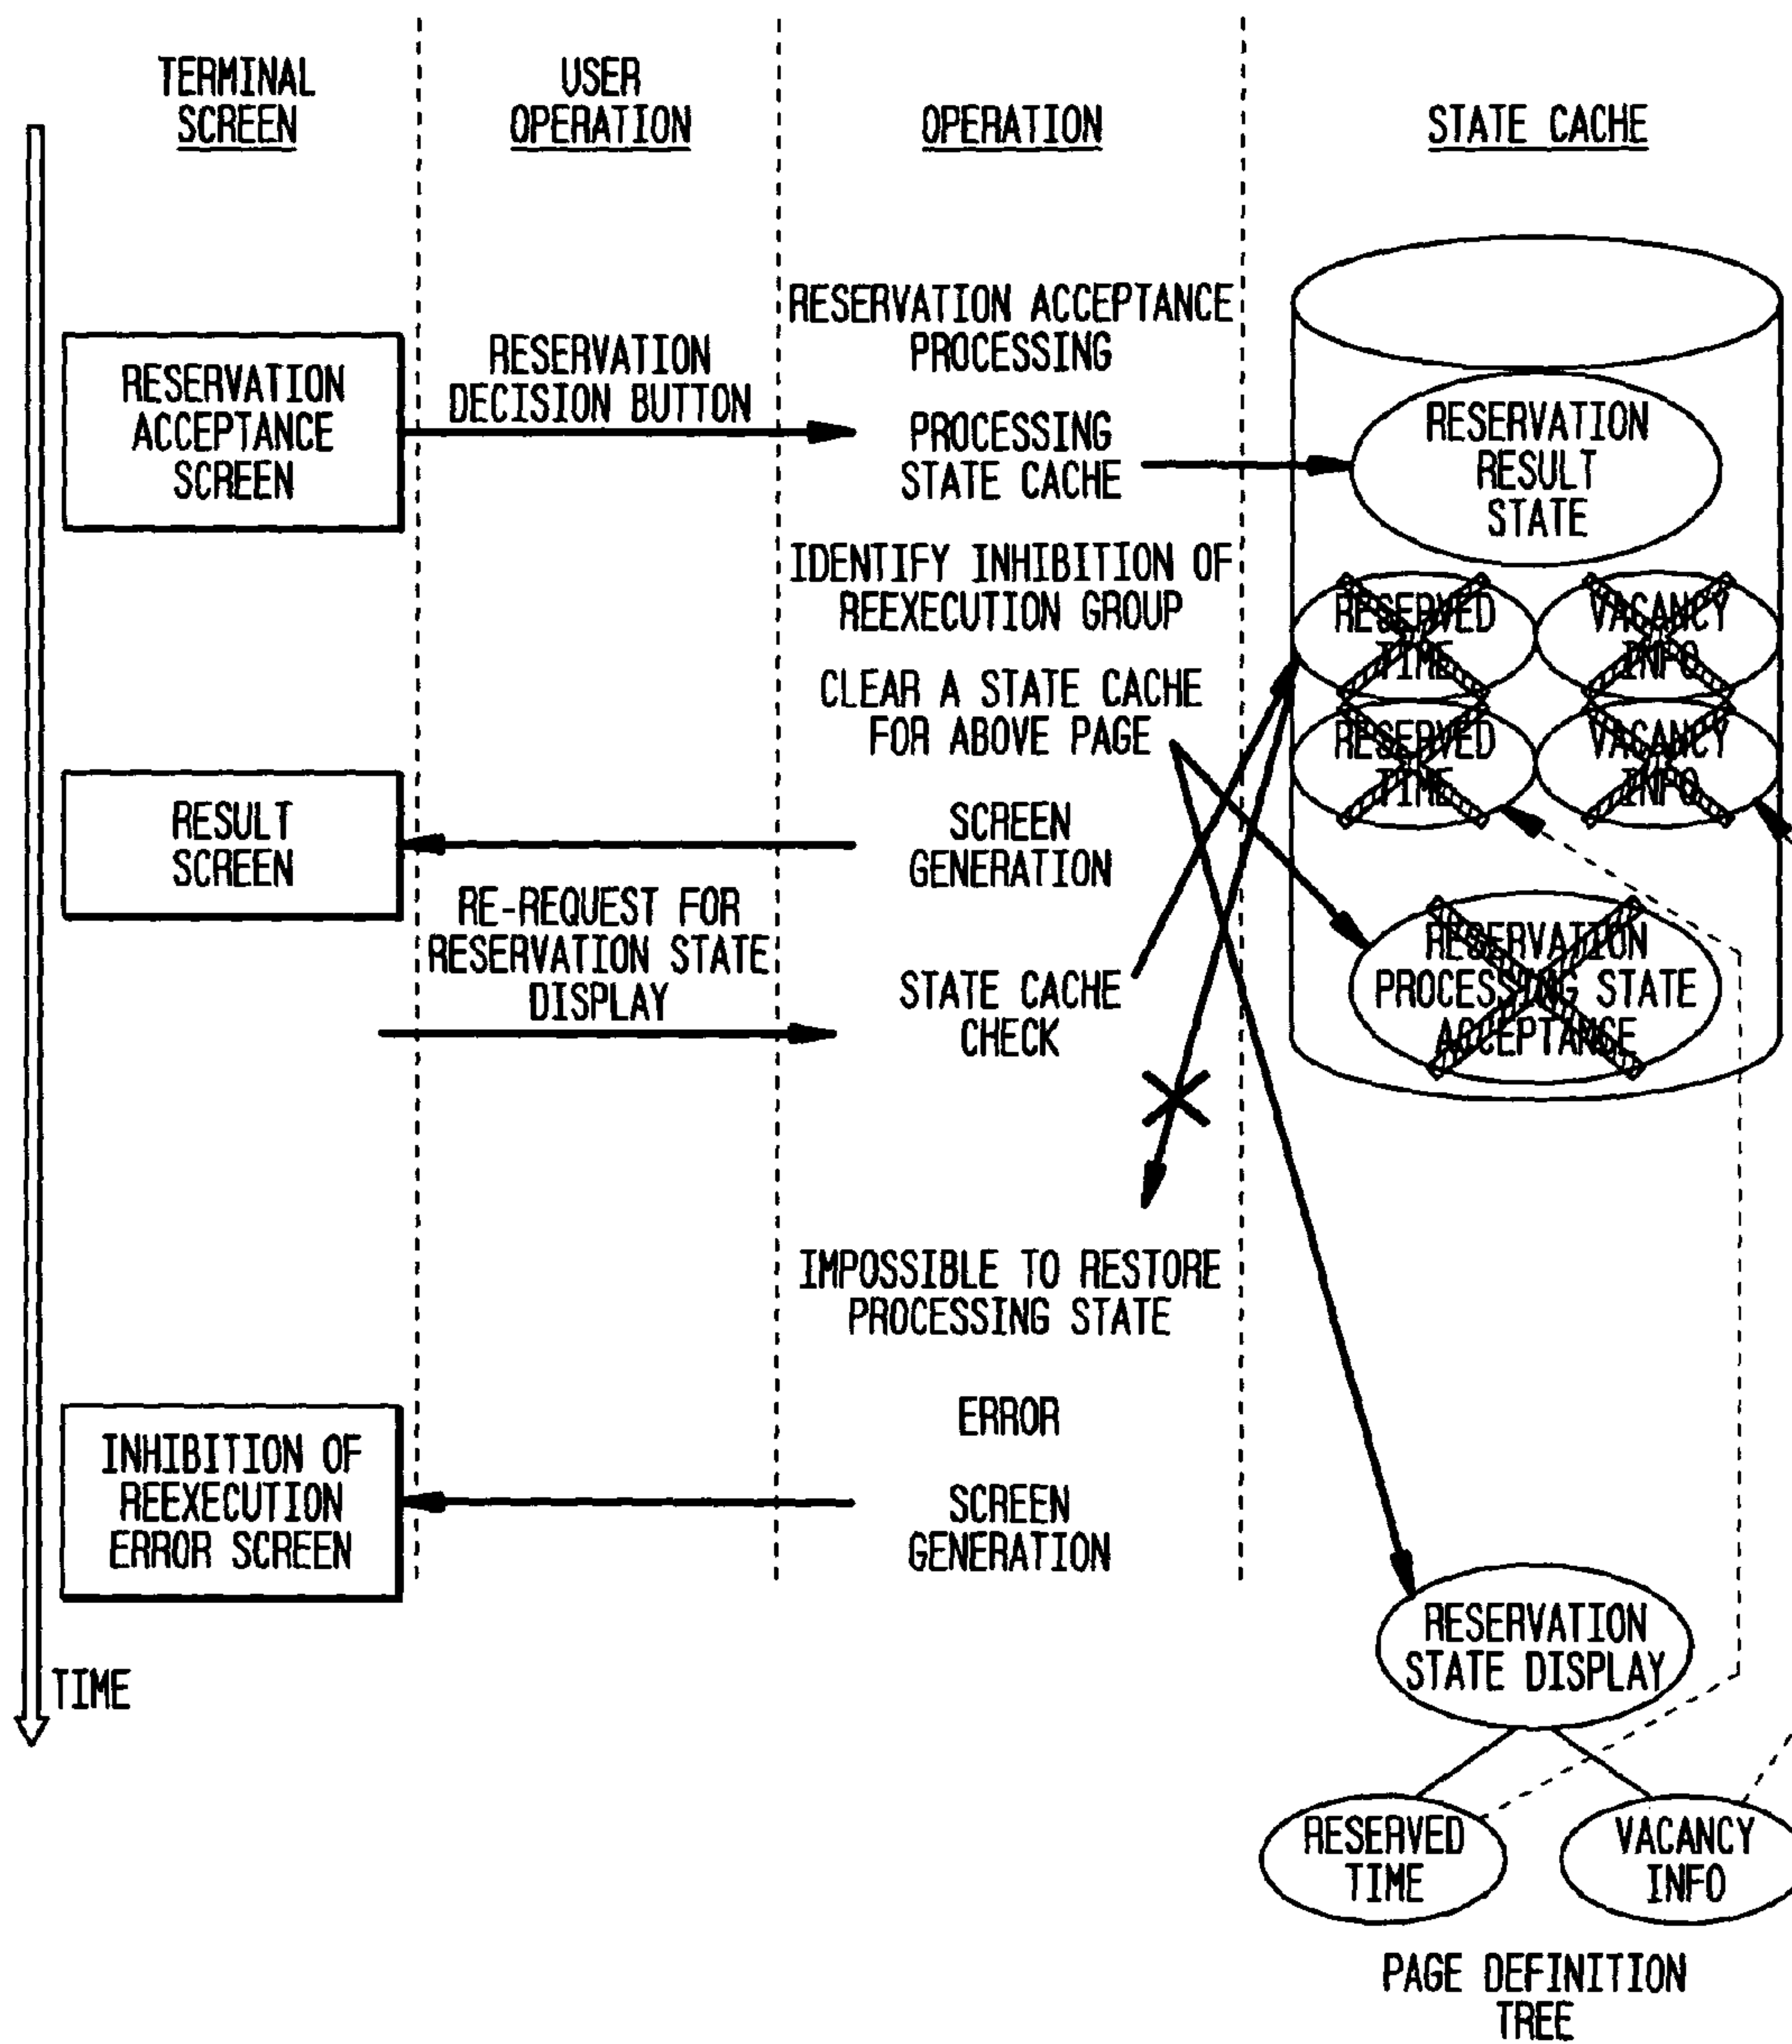 TERMINAL
SCREEN
USER
OPERATION
OPERATION
STATE CACHE
RESERVATION
ACCEPTANCE
SCREEN
RESERVATION
DECISION BUTTON
RESERVATION ACCEPTANCE
PROCESSING
PROCESSING
STATE CACHE
RESERVATION
RESULT
STATE
IDENTIFY INHIBITION OF
REEXECUTION GROUP
RESERVED
TIME
VACANCY
INFO
CLEAR A STATE CACHE
FOR ABOVE PAGE
RESERVED
TIME
VACANCY
INFO
RESULT
SCREEN
SCREEN
GENERATION
RE-REQUEST FOR
RESERVATION STATE
DISPLAY
STATE CACHE
CHECK
RESERVATION
PROCESSING STATE
ACCEPTANCE
IMPOSSIBLE TO RESTORE
PROCESSING STATE
ERROR
INHIBITION OF
REEXECUTION
ERROR SCREEN
SCREEN
GENERATION
RESERVATION
STATE DISPLAY
TIME
RESERVED
TIME
VACANCY
INFO
PAGE DEFINITION
TREE